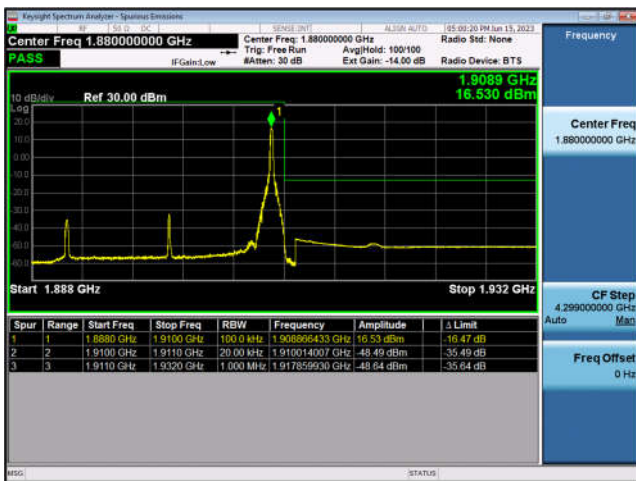 Keysight Spectrum Analyzer - Spurious Emissions
RF 50 Ω DC SENSE:INT ALIGN AUTO 05:00:20 PM Jun 15, 2023
Center Freq 1.880000000 GHz Center Freq: 1.880000000 GHz Radio Std: None Frequency
Trig: Free Run Avg|Hold: 100/100
PASS IFGain:Low #Atten: 30 dB Ext Gain: -14.00 dB Radio Device: BTS
1.9089 GHz
16.530 dBm
10 dB/div Ref 30.00 dBm
Log
20.0
10.0
0.00
-10.0
-20.0
-30.0
-40.0
-50.0
-60.0
1
Center Freq
1.880000000 GHz
Start 1.888 GHz Stop 1.932 GHz
CF Step
4.299000000 GHz
Auto Man
Spur Range Start Freq Stop Freq RBW Frequency Amplitude Δ Limit
1 1 1.8880 GHz 1.9100 GHz 100.0 kHz 1.908866433 GHz 16.53 dBm -16.47 dB
2 2 1.9100 GHz 1.9110 GHz 20.00 kHz 1.910014007 GHz -48.49 dBm -35.49 dB
3 3 1.9110 GHz 1.9320 GHz 1.000 MHz 1.917859930 GHz -48.64 dBm -35.64 dB
Freq Offset
0 Hz
MSG STATUS